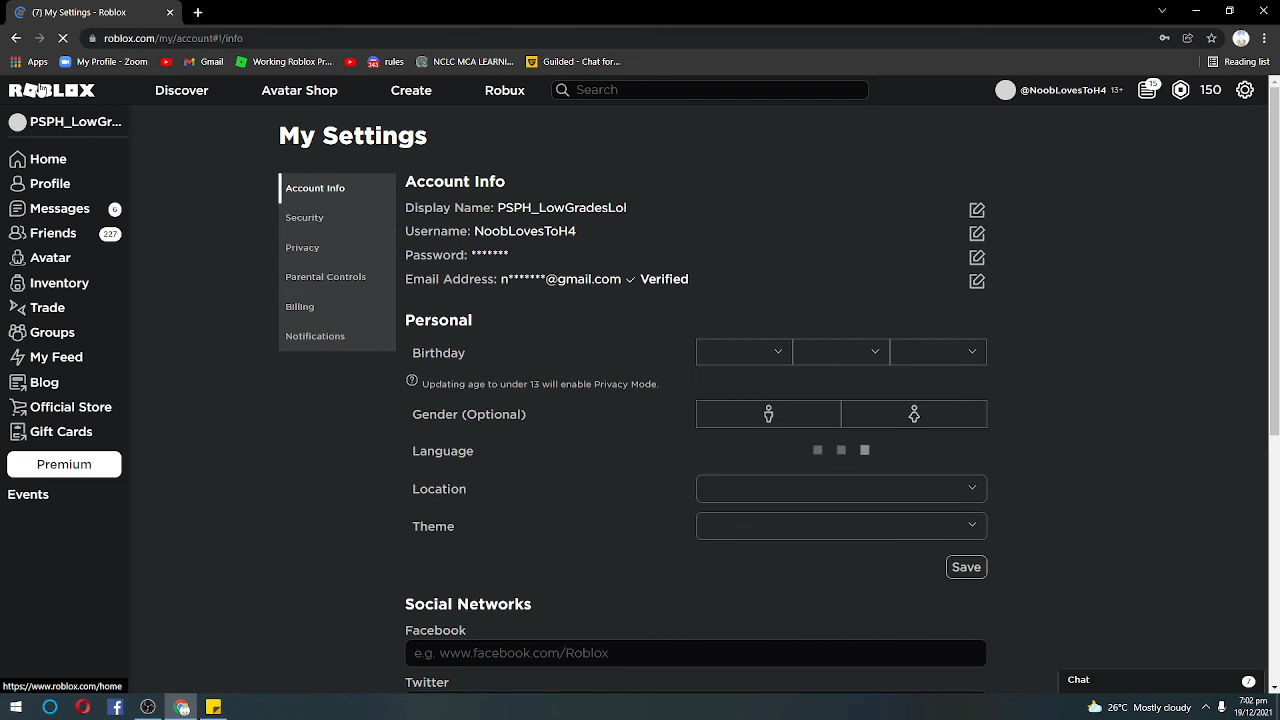 (7) My Settings - Roblox
roblox.com/my/account#!/info
Apps My Profile - Zoom Gmail Working Roblox Pr... rules NCLC MCA LEARNI... Guilded - Chat for... Reading list
ROBLOX Discover Avatar Shop Create Robux Search @NoobLovesToH4 13+ 15 150
PSPH_LowGr...
Home
Profile
Messages 6
Friends 227
Avatar
Inventory
Trade
Groups
My Feed
Blog
Official Store
Gift Cards
Premium
Events
My Settings
Account Info
Security
Privacy
Parental Controls
Billing
Notifications
Account Info
Display Name: PSPH_LowGradesLol
Username: NoobLovesToH4
Password: *******
Email Address: n*******@gmail.com Verified
Personal
Birthday
Updating age to under 13 will enable Privacy Mode.
Gender (Optional)
Language
Location
Theme
Save
Social Networks
Facebook
e.g. www.facebook.com/Roblox
Twitter
Chat 7
https://www.roblox.com/home
26°C Mostly cloudy
7:02 pm
19/12/2021